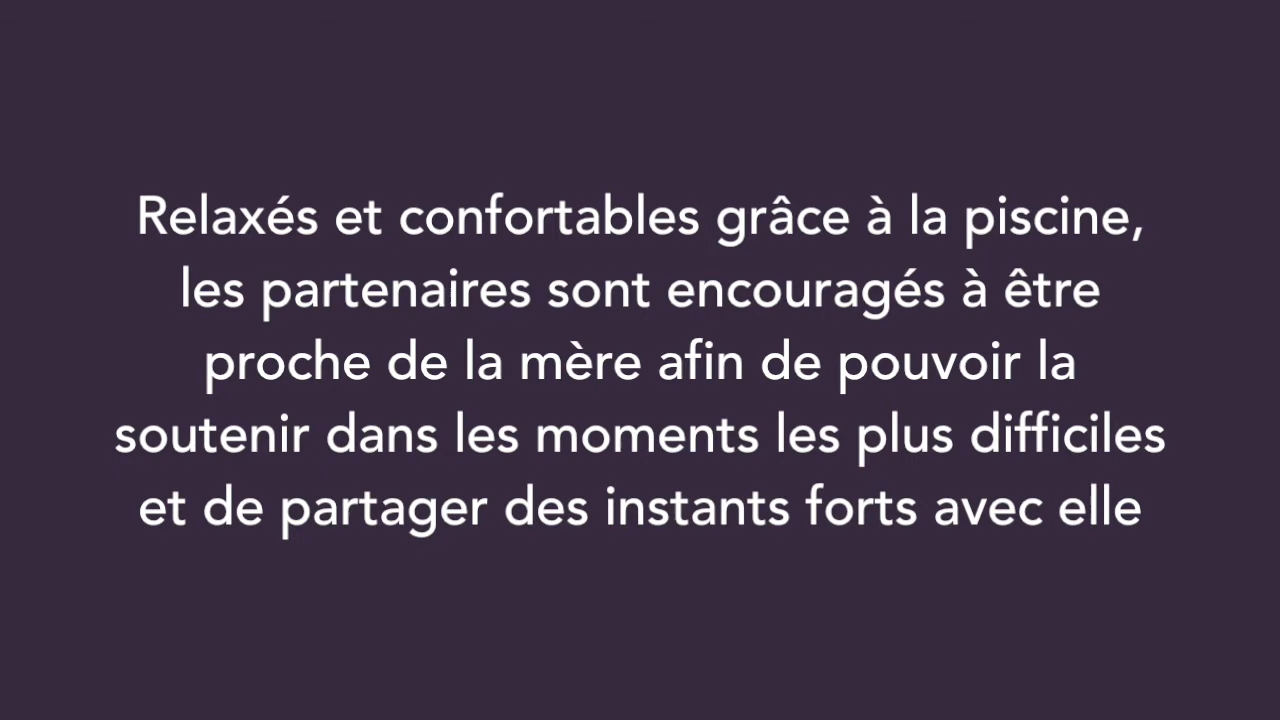 Relaxés et confortables grâce à la piscine,
les partenaires sont encouragés à être
proche de la mère afin de pouvoir la
soutenir dans les moments les plus difficiles
et de partager des instants forts avec elle